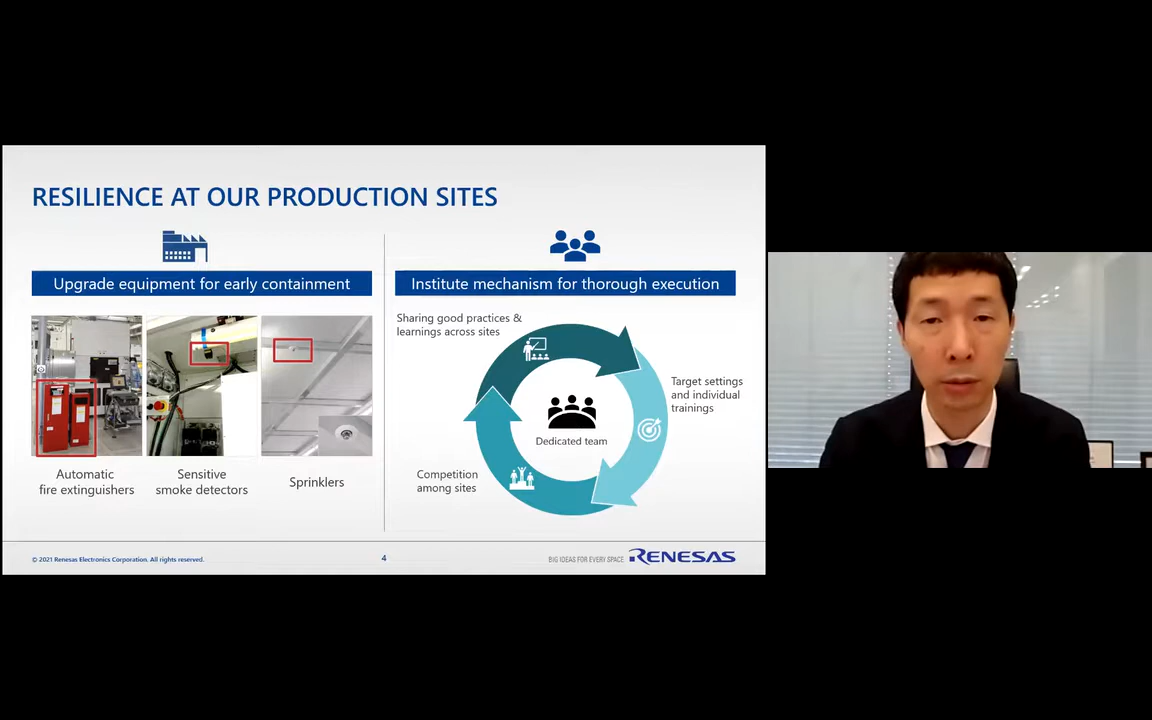 RESILIENCE AT OUR PRODUCTION SITES
Upgrade equipment for early containment
Automatic
fire extinguishers
Sensitive
smoke detectors
Sprinklers
Institute mechanism for thorough execution
Sharing good practices &
learnings across sites
Target settings
and individual
trainings
Dedicated team
Competition
among sites
© 2021 Renesas Electronics Corporation. All rights reserved.
4
BIG IDEAS FOR EVERY SPACE
RENESAS